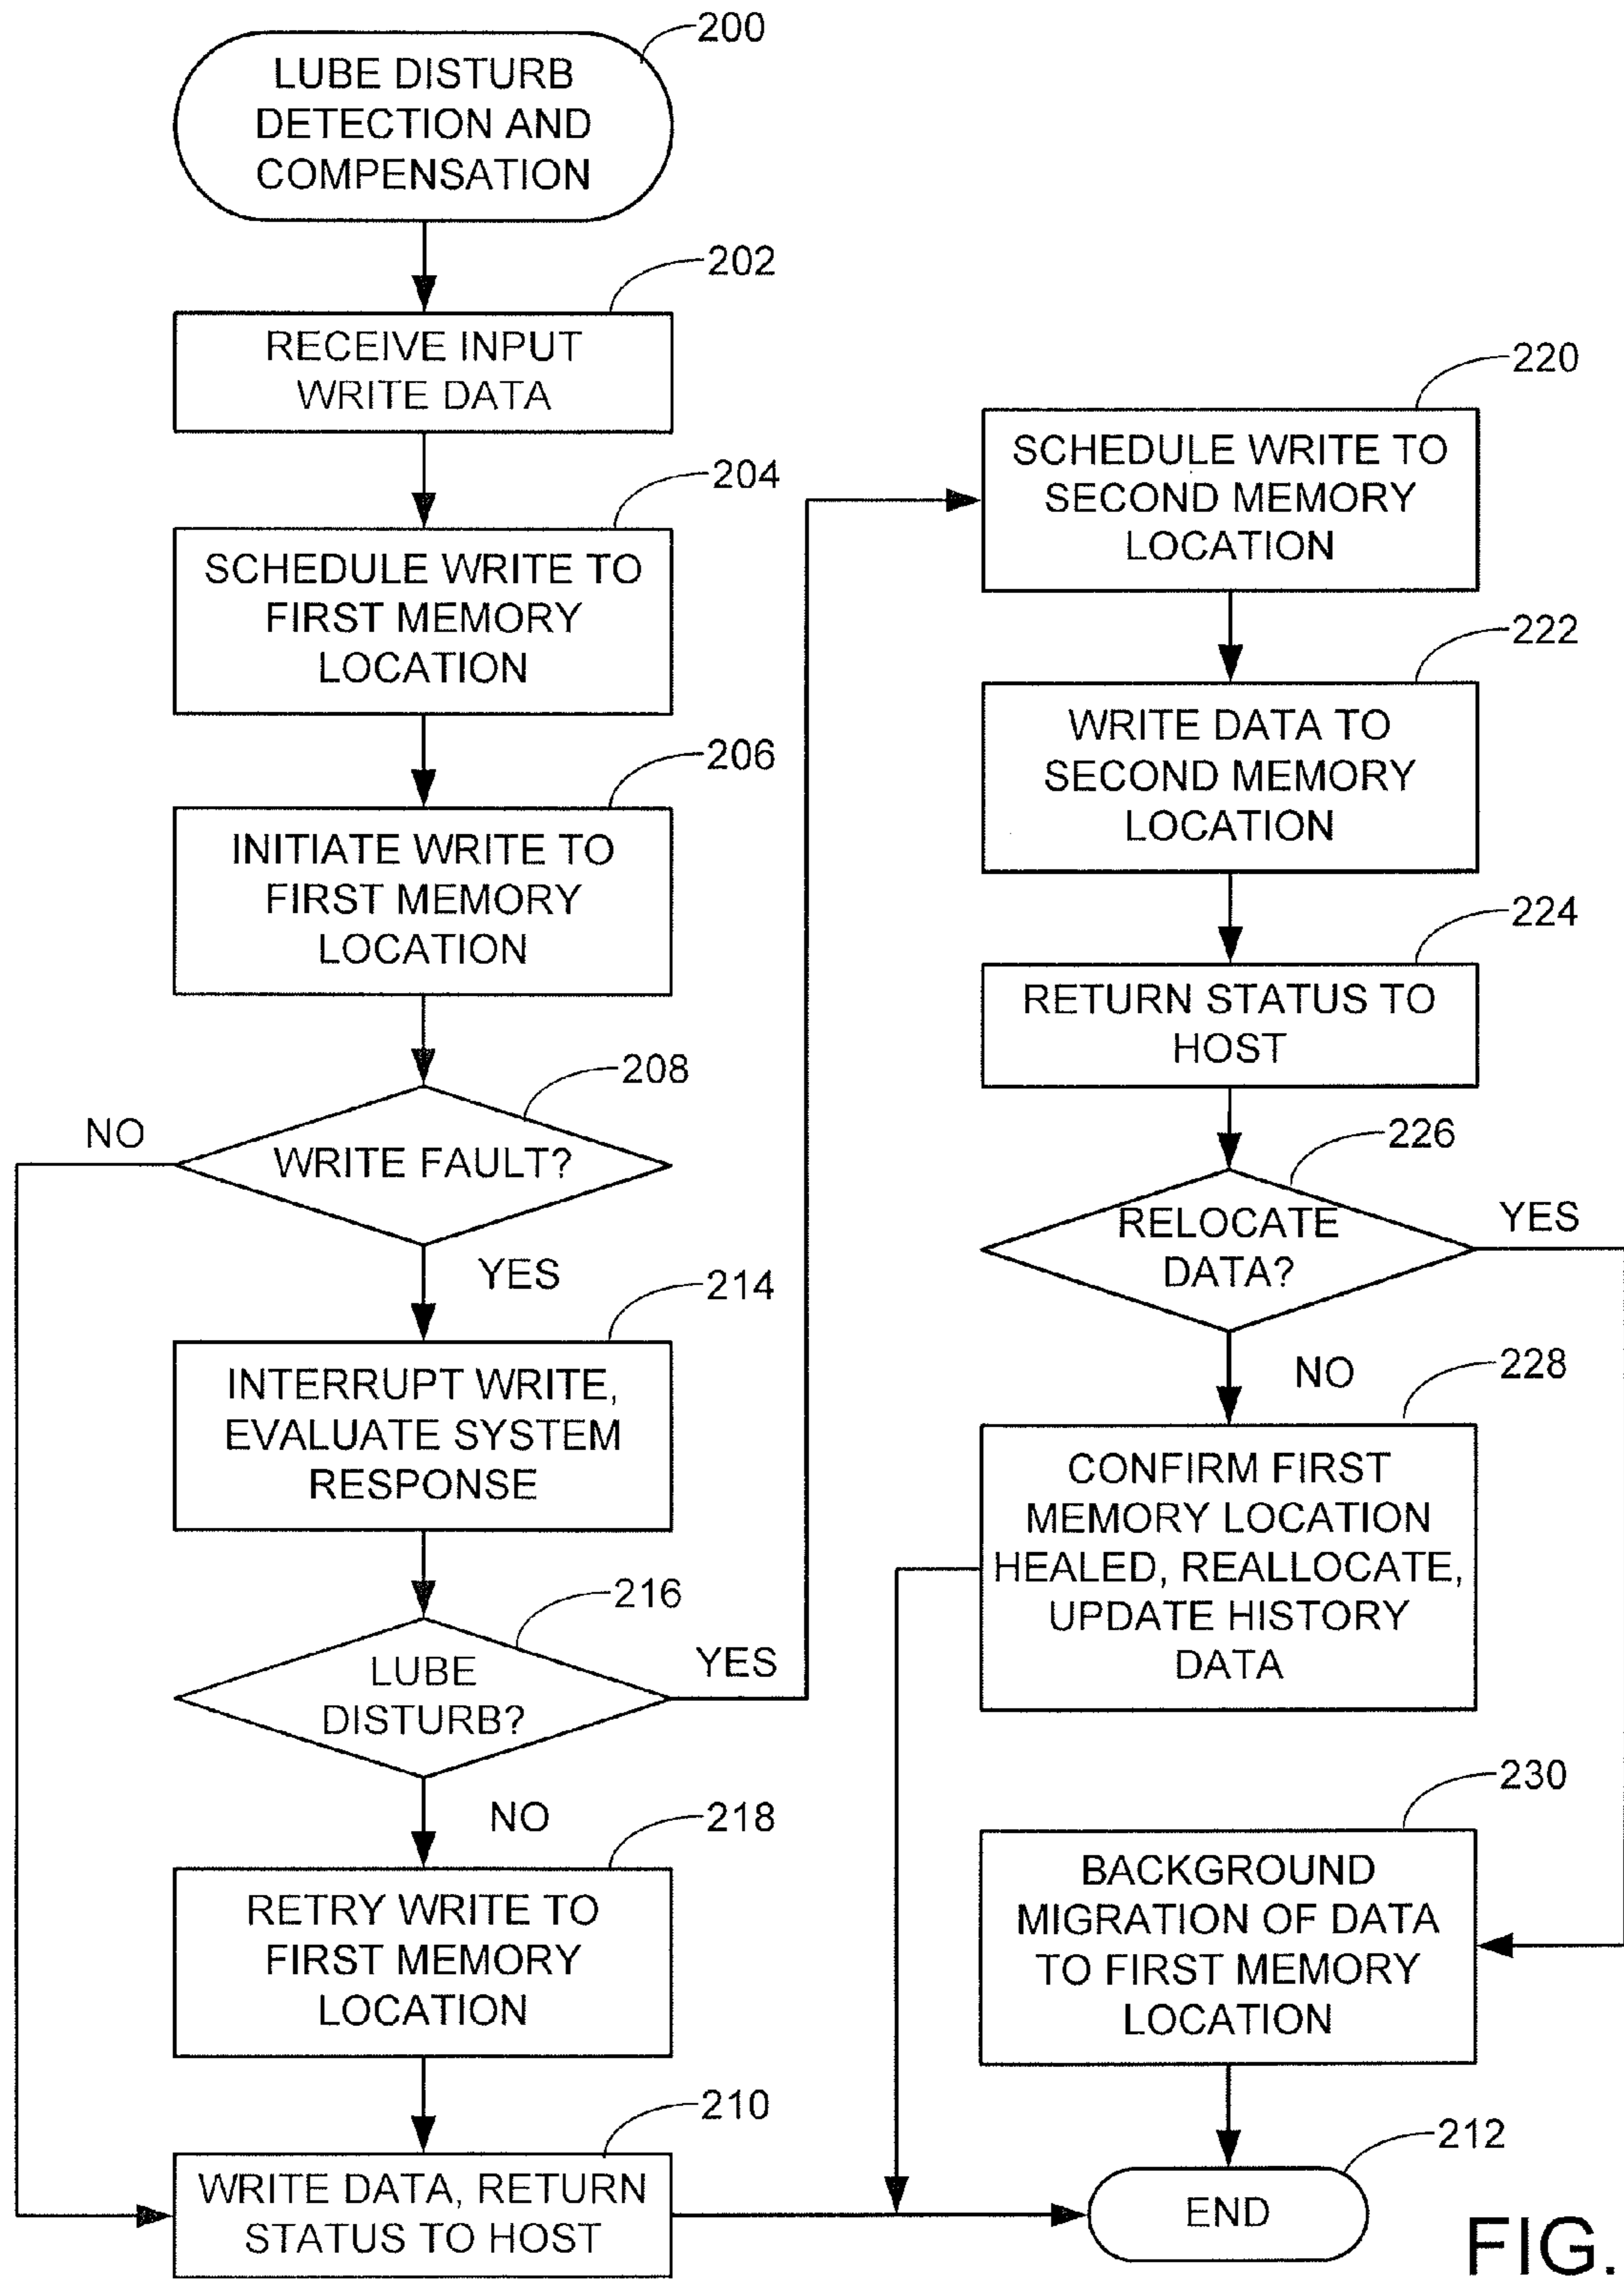 200
LUBE DISTURB
DETECTION AND
COMPENSATION
202
RECEIVE INPUT
WRITE DATA
204
SCHEDULE WRITE TO
FIRST MEMORY
LOCATION
206
INITIATE WRITE TO
FIRST MEMORY
LOCATION
208
NO
WRITE FAULT?
YES
214
INTERRUPT WRITE,
EVALUATE SYSTEM
RESPONSE
216
LUBE
DISTURB?
YES
NO
218
RETRY WRITE TO
FIRST MEMORY
LOCATION
210
WRITE DATA, RETURN
STATUS TO HOST
220
SCHEDULE WRITE TO
SECOND MEMORY
LOCATION
222
WRITE DATA TO
SECOND MEMORY
LOCATION
224
RETURN STATUS TO
HOST
226
RELOCATE
DATA?
YES
NO
228
CONFIRM FIRST
MEMORY LOCATION
HEALED, REALLOCATE,
UPDATE HISTORY
DATA
230
BACKGROUND
MIGRATION OF DATA
TO FIRST MEMORY
LOCATION
212
END
FIG.